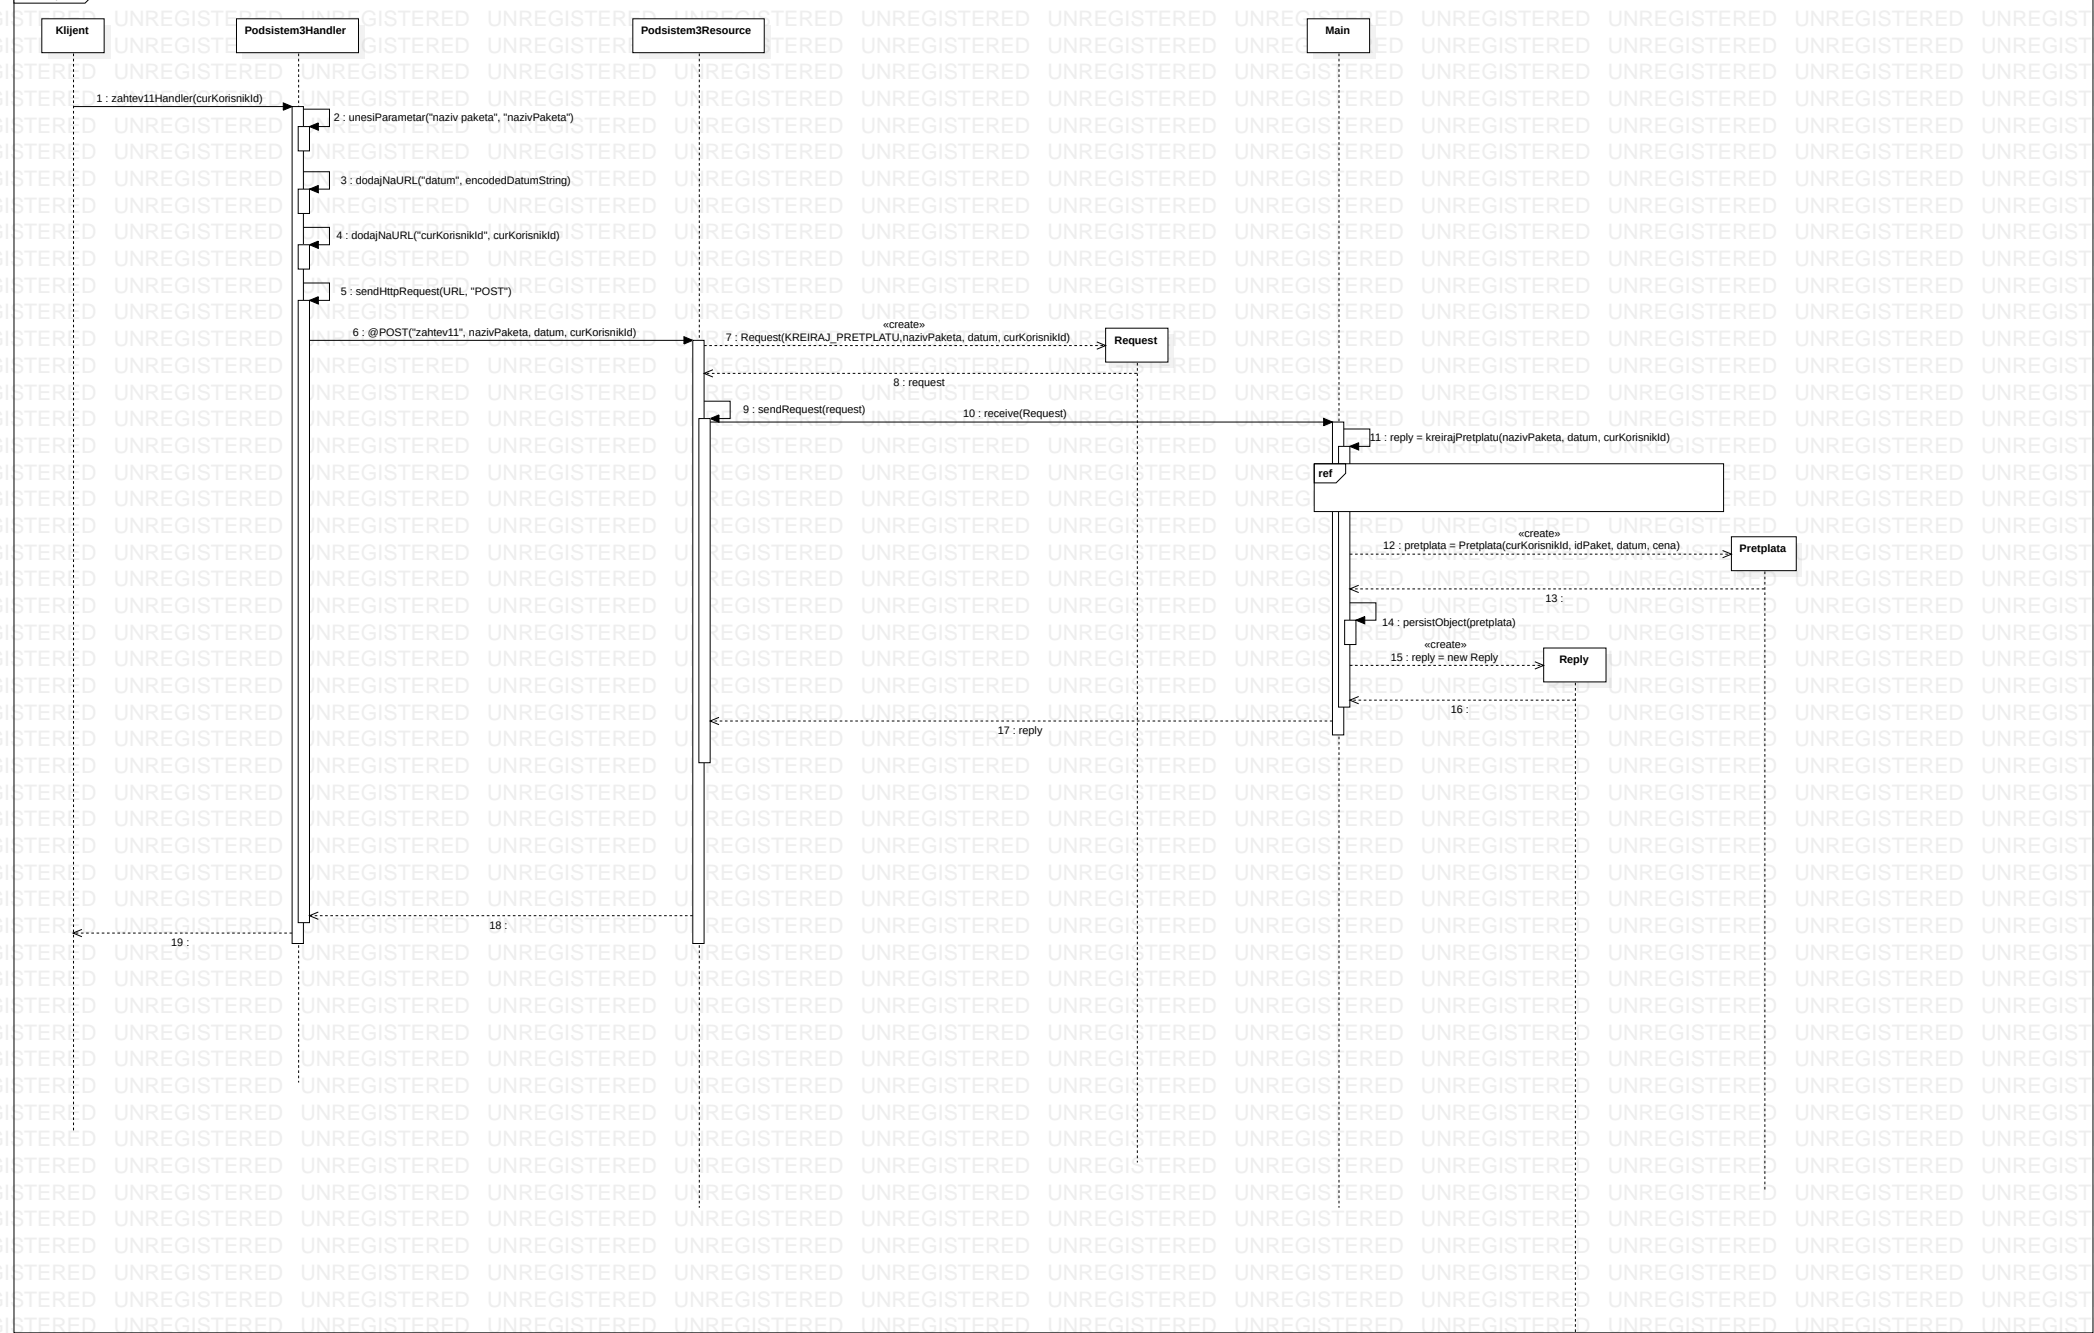 Klijent
Podsistem3Handler
Podsistem3Resource
Main
1 : zahtev11Handler(curKorisnikId)
2 : unesiParametar("naziv paketa", "nazivPaketa")
3 : dodajNaURL("datum", encodedDatumString)
4 : dodajNaURL("curKorisnikId", curKorisnikId)
5 : sendHttpRequest(URL, "POST")
6 : @POST("zahtev11", nazivPaketa, datum, curKorisnikId)
«create»
7 : Request(KREIRAJ_PRETPLATU,nazivPaketa, datum, curKorisnikId)
Request
8 : request
9 : sendRequest(request)
10 : receive(Request)
11 : reply = kreirajPretplatu(nazivPaketa, datum, curKorisnikId)
ref
«create»
12 : pretplata = Pretplata(curKorisnikId, idPaket, datum, cena)
Pretplata
13 :
14 : persistObject(pretplata)
«create»
15 : reply = new Reply
Reply
16 :
17 : reply
18 :
19 :
UNREGISTERED